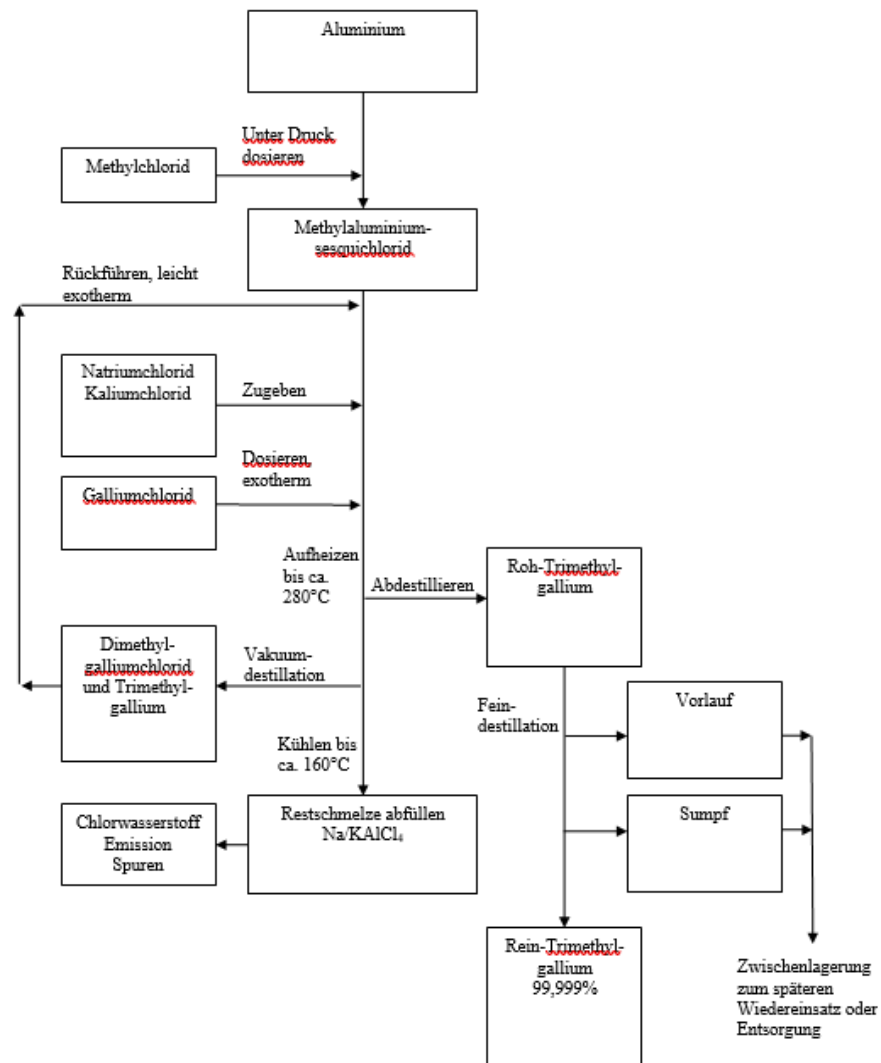 Aluminium
Unter Druck
dosieren
Methylchlorid
Methylaluminium-
sesquichlorid
Rückführen, leicht
exotherm
Natriumchlorid
Kaliumchlorid
Zugeben
Dosieren,
exotherm
Galliumchlorid
Aufheizen
bis ca.
280°C
Abdestillieren
Roh-Trimethyl-
gallium
Dimethyl-
galliumchlorid
und Trimethyl-
gallium
Vakuum-
destillation
Fein-
destillation
Vorlauf
Kühlen bis
ca. 160°C
Chlorwasserstoff
Emission
Spuren
Restschmelze abfüllen
Na/KAlCl₄
Sumpf
Rein-Trimethyl-
gallium
99,999%
Zwischenlagerung
zum späteren
Wiedereinsatz oder
Entsorgung